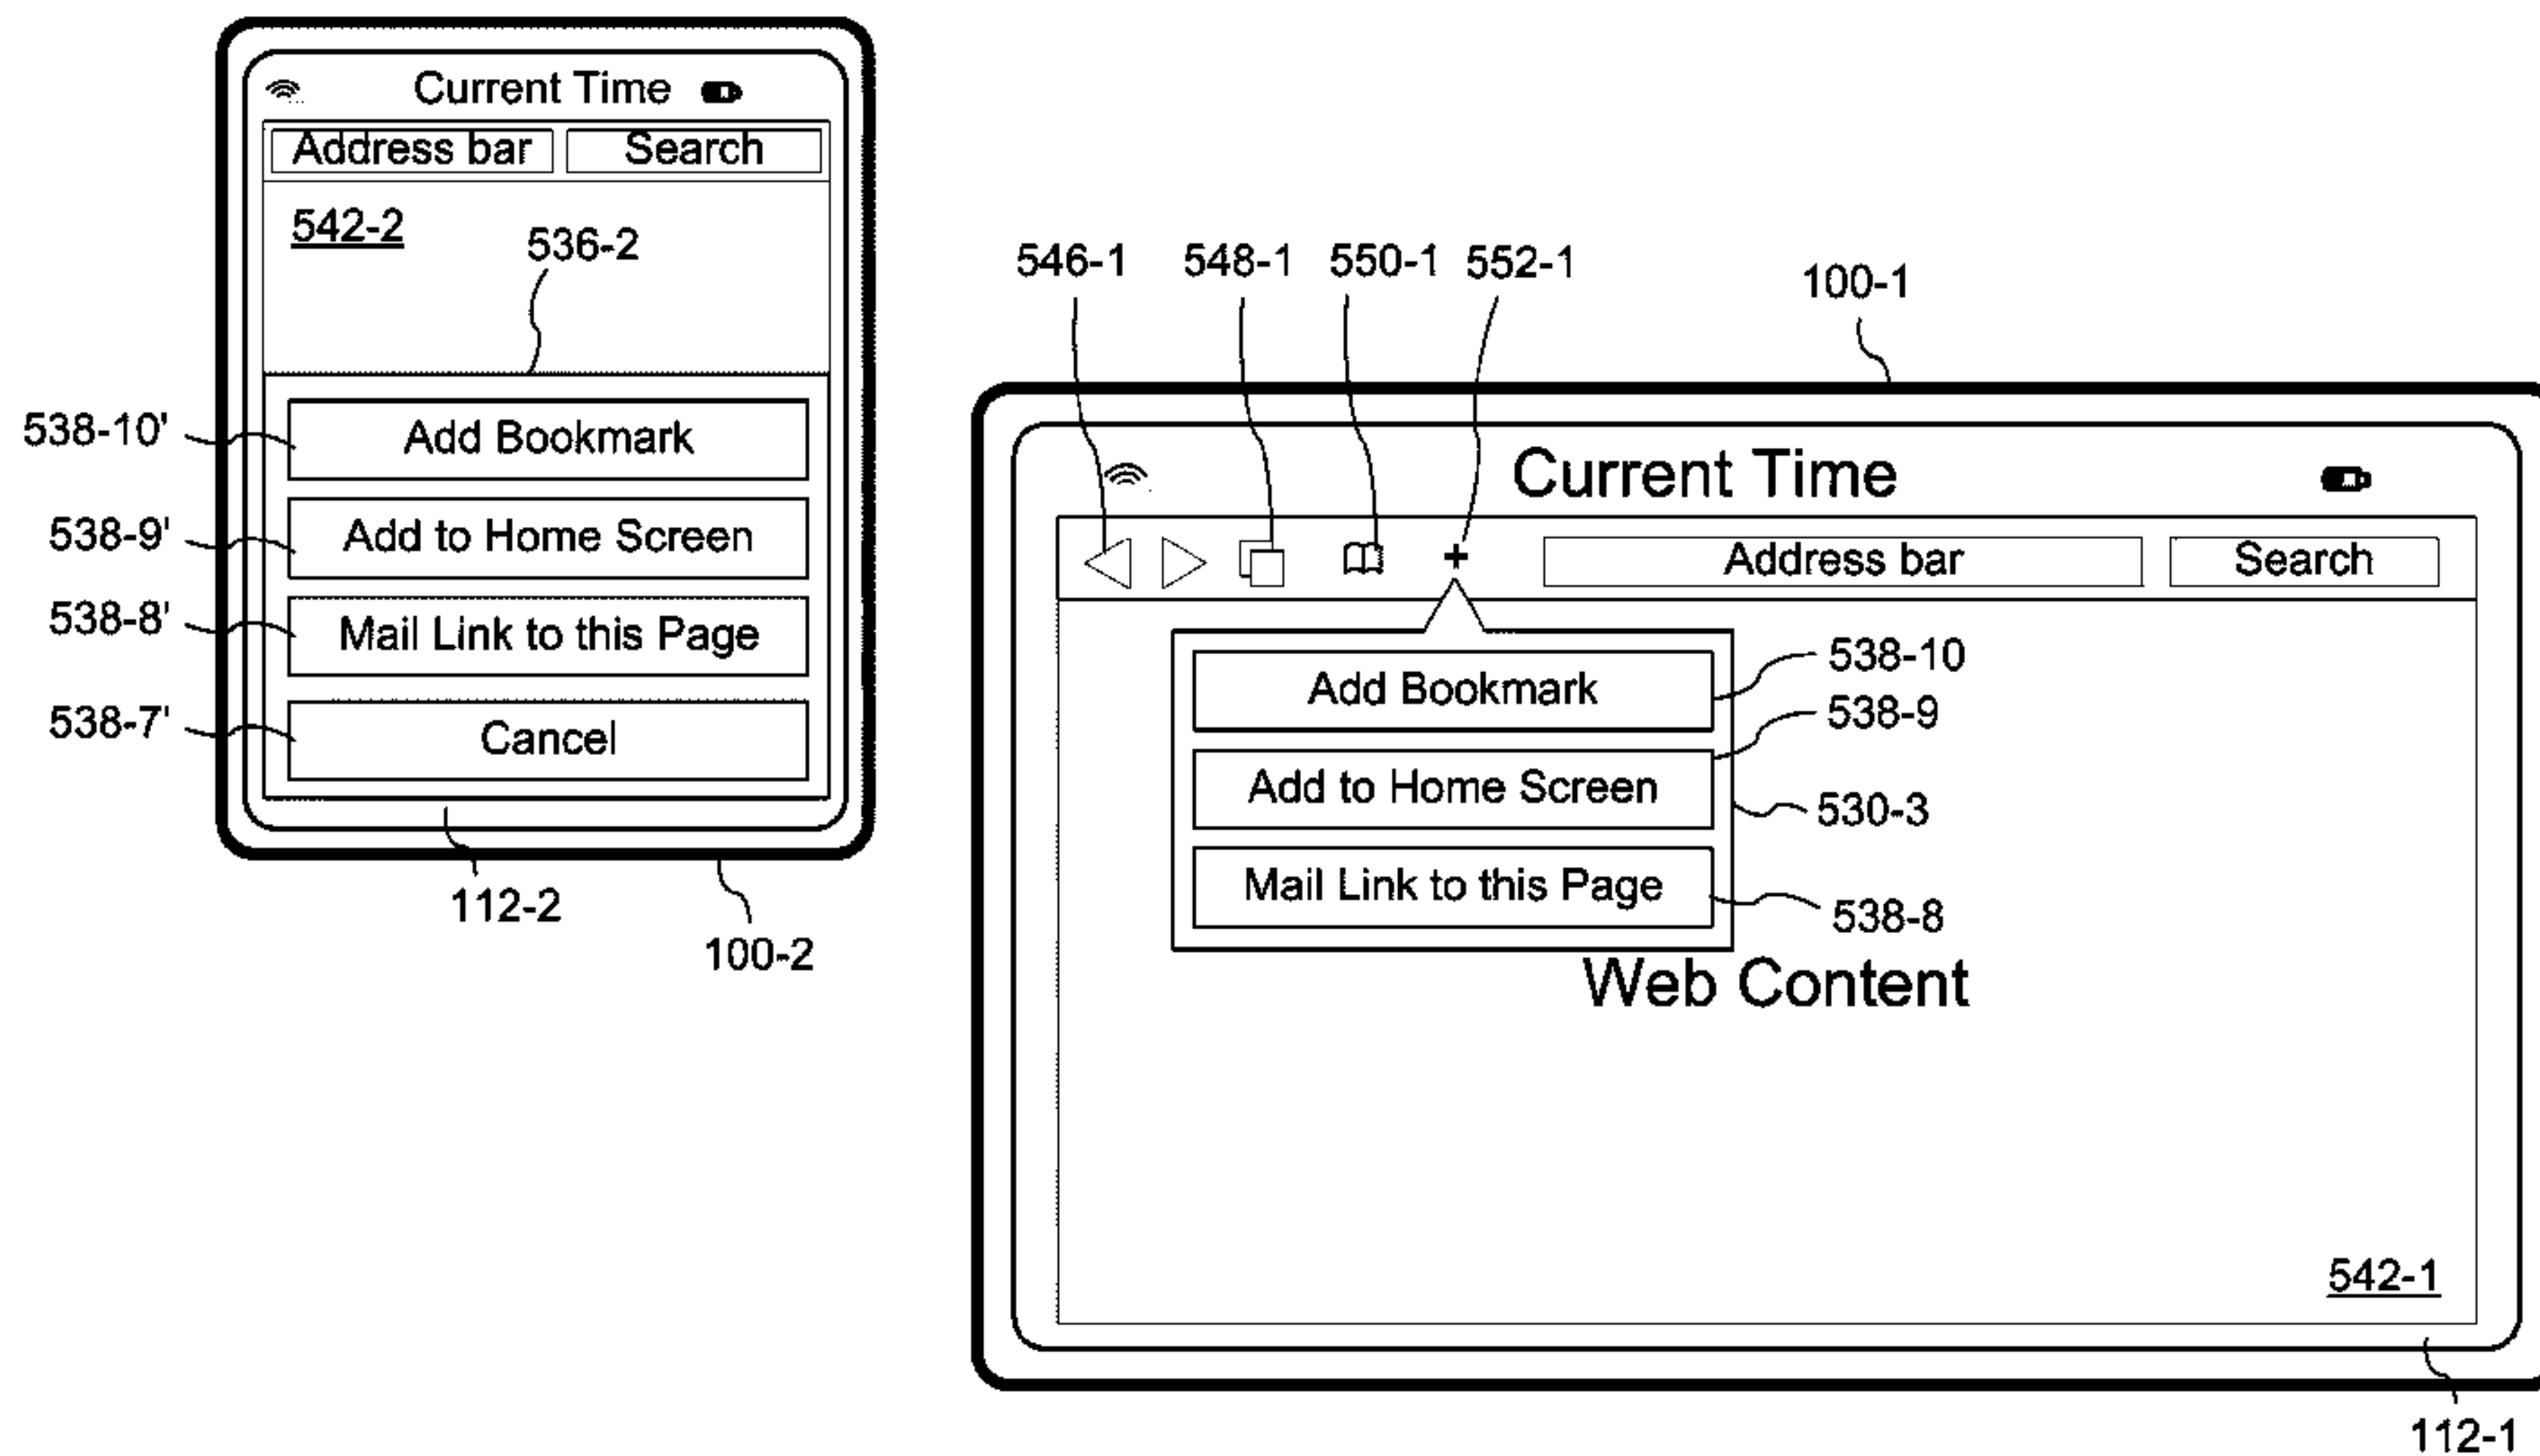 Current Time
Address bar Search
542-2
536-2
538-10' Add Bookmark
538-9' Add to Home Screen
538-8' Mail Link to this Page
538-7' Cancel
112-2
100-2
546-1 548-1 550-1 552-1
100-1
Current Time
+ Address bar Search
Add Bookmark 538-10
538-9
Add to Home Screen
530-3
Mail Link to this Page
538-8
Web Content
542-1
112-1